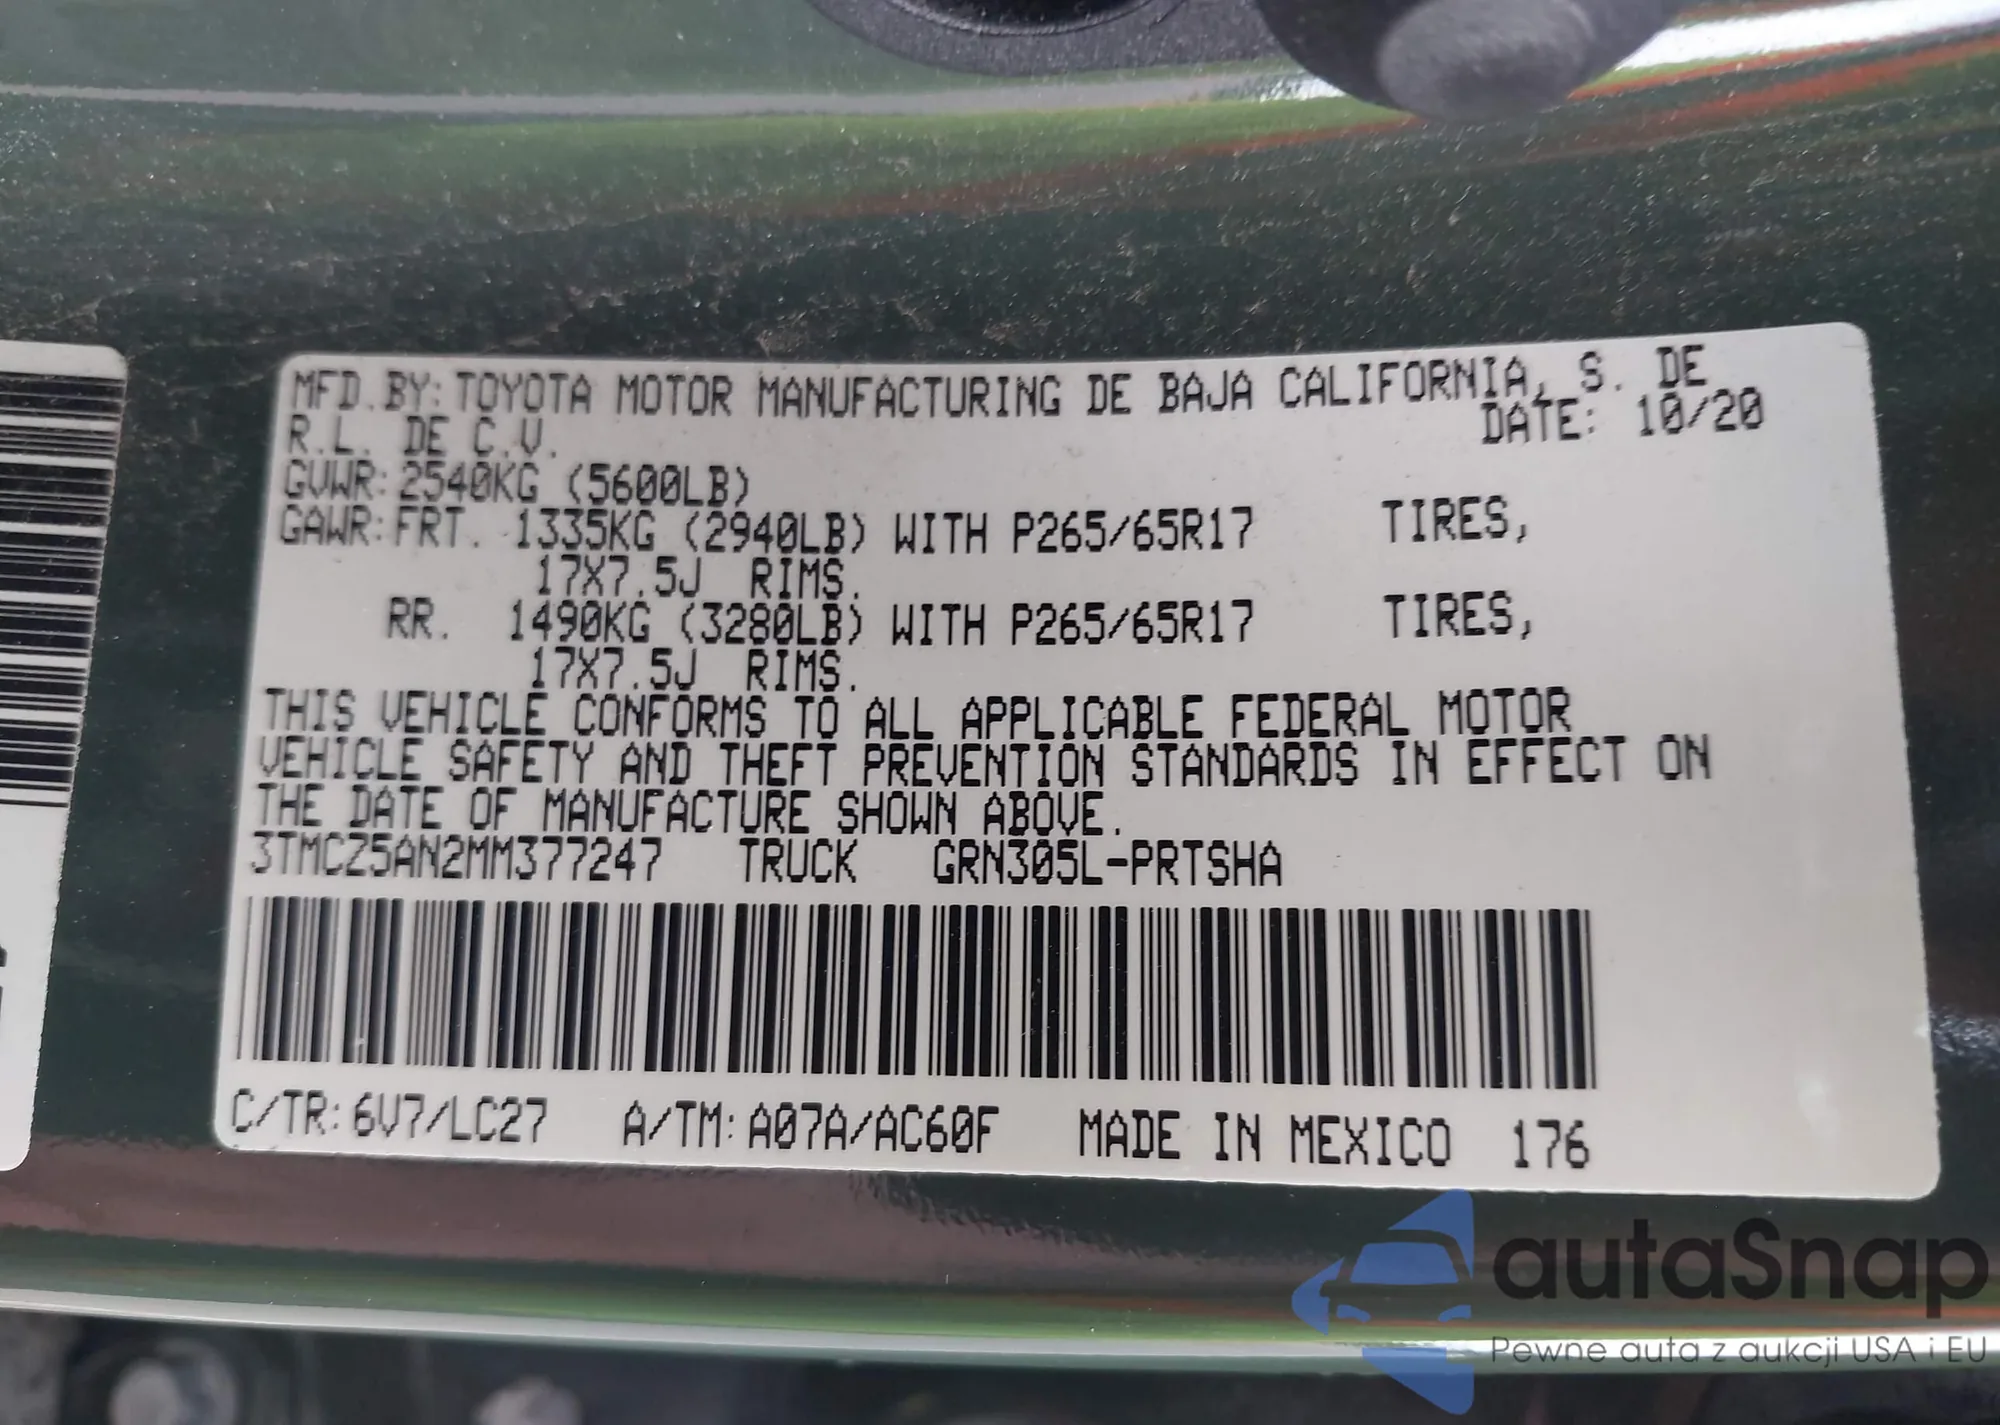 MFD.BY:TOYOTA MOTOR MANUFACTURING DE BAJA CALIFORNIA, S. DE
R.L. DE C.V.
DATE: 10/20
GVWR:2540KG (5600LB)
GAWR:FRT. 1335KG (2940LB) WITH P265/65R17 TIRES,
17X7.5J RIMS.
RR. 1490KG (3280LB) WITH P265/65R17 TIRES,
17X7.5J RIMS.
THIS VEHICLE CONFORMS TO ALL APPLICABLE FEDERAL MOTOR
VEHICLE SAFETY AND THEFT PREVENTION STANDARDS IN EFFECT ON
THE DATE OF MANUFACTURE SHOWN ABOVE.
3TMCZ5AN2MM377247 TRUCK GRN305L-PRTSHA
C/TR:6V7/LC27 A/TM:A07A/AC60F MADE IN MEXICO 176
autaSnap
Pewne auta z aukcji USA i EU